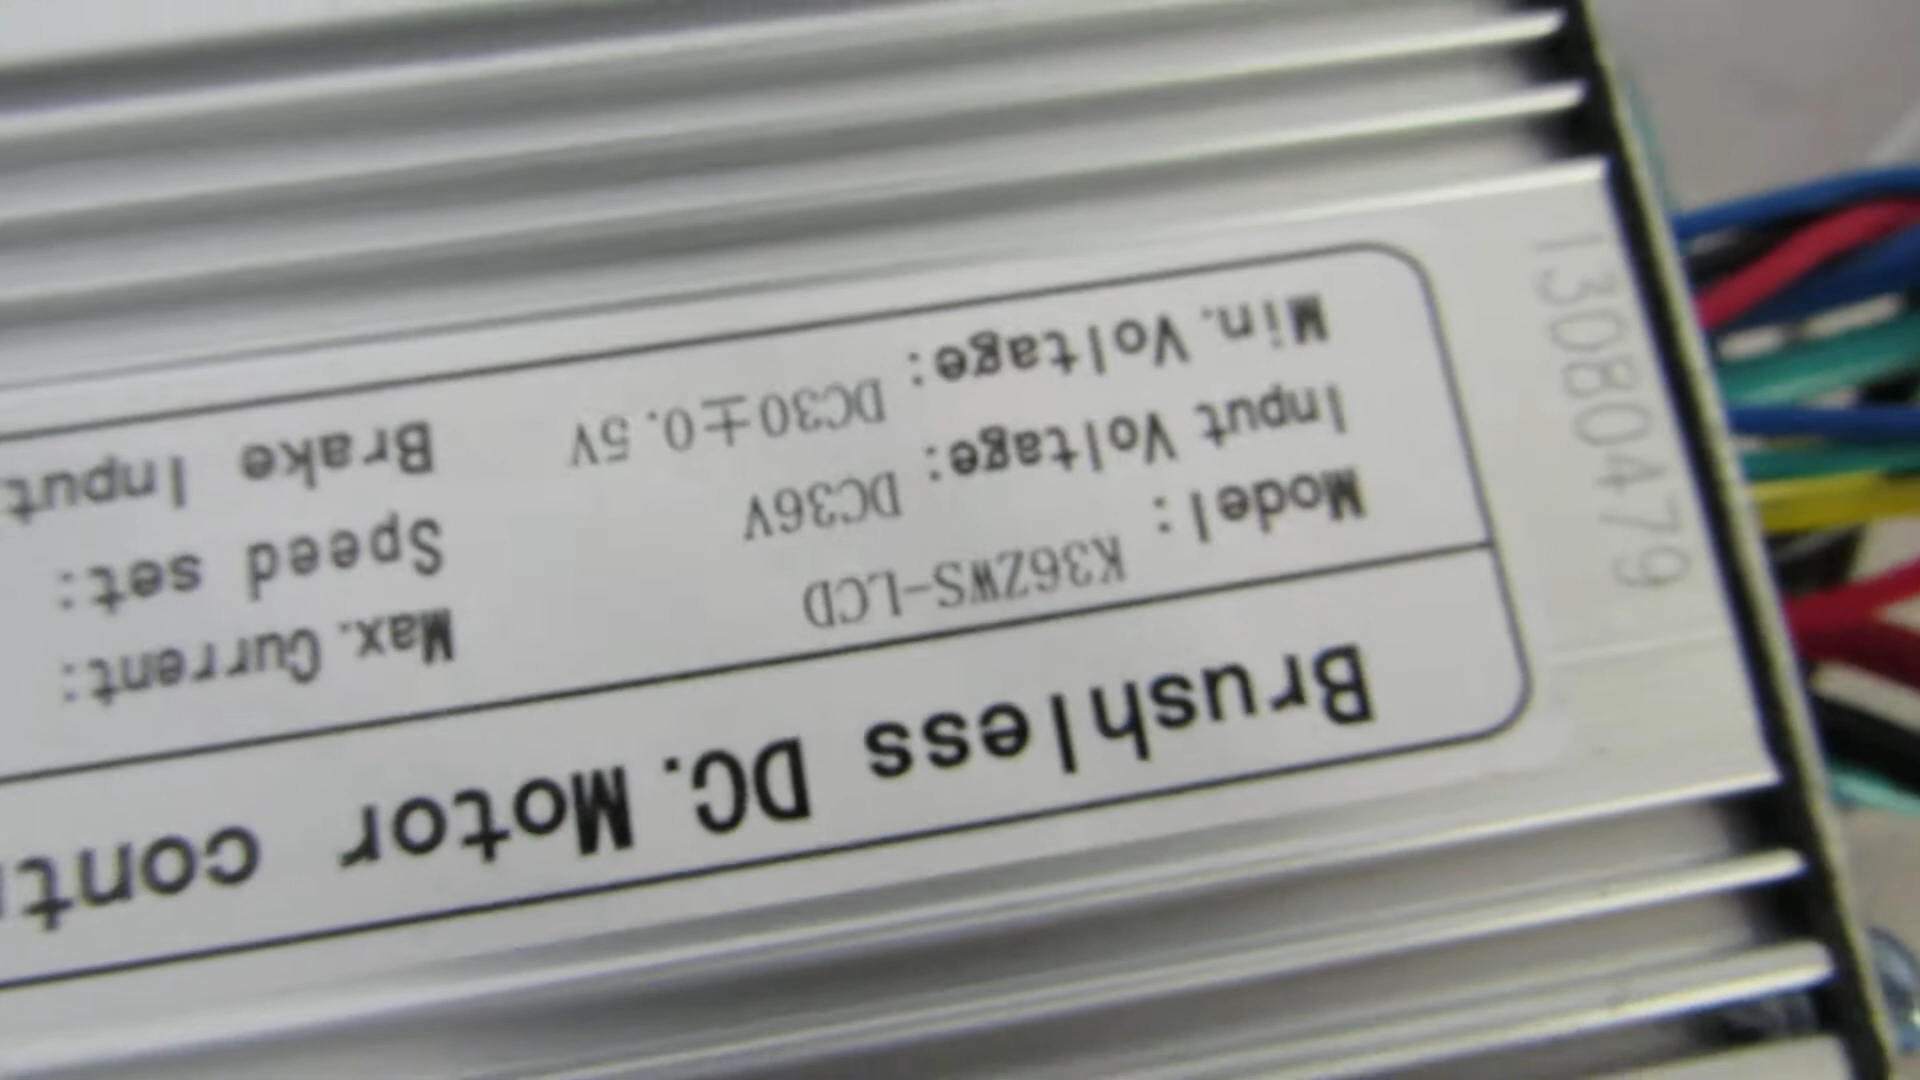 Brushless DC. Motor cont
Model: K36ZWS-LCD
Max. Current:
Input Voltage: DC36V
Speed set:
Min. Voltage: DC30±0.5V
Brake Input
13080479